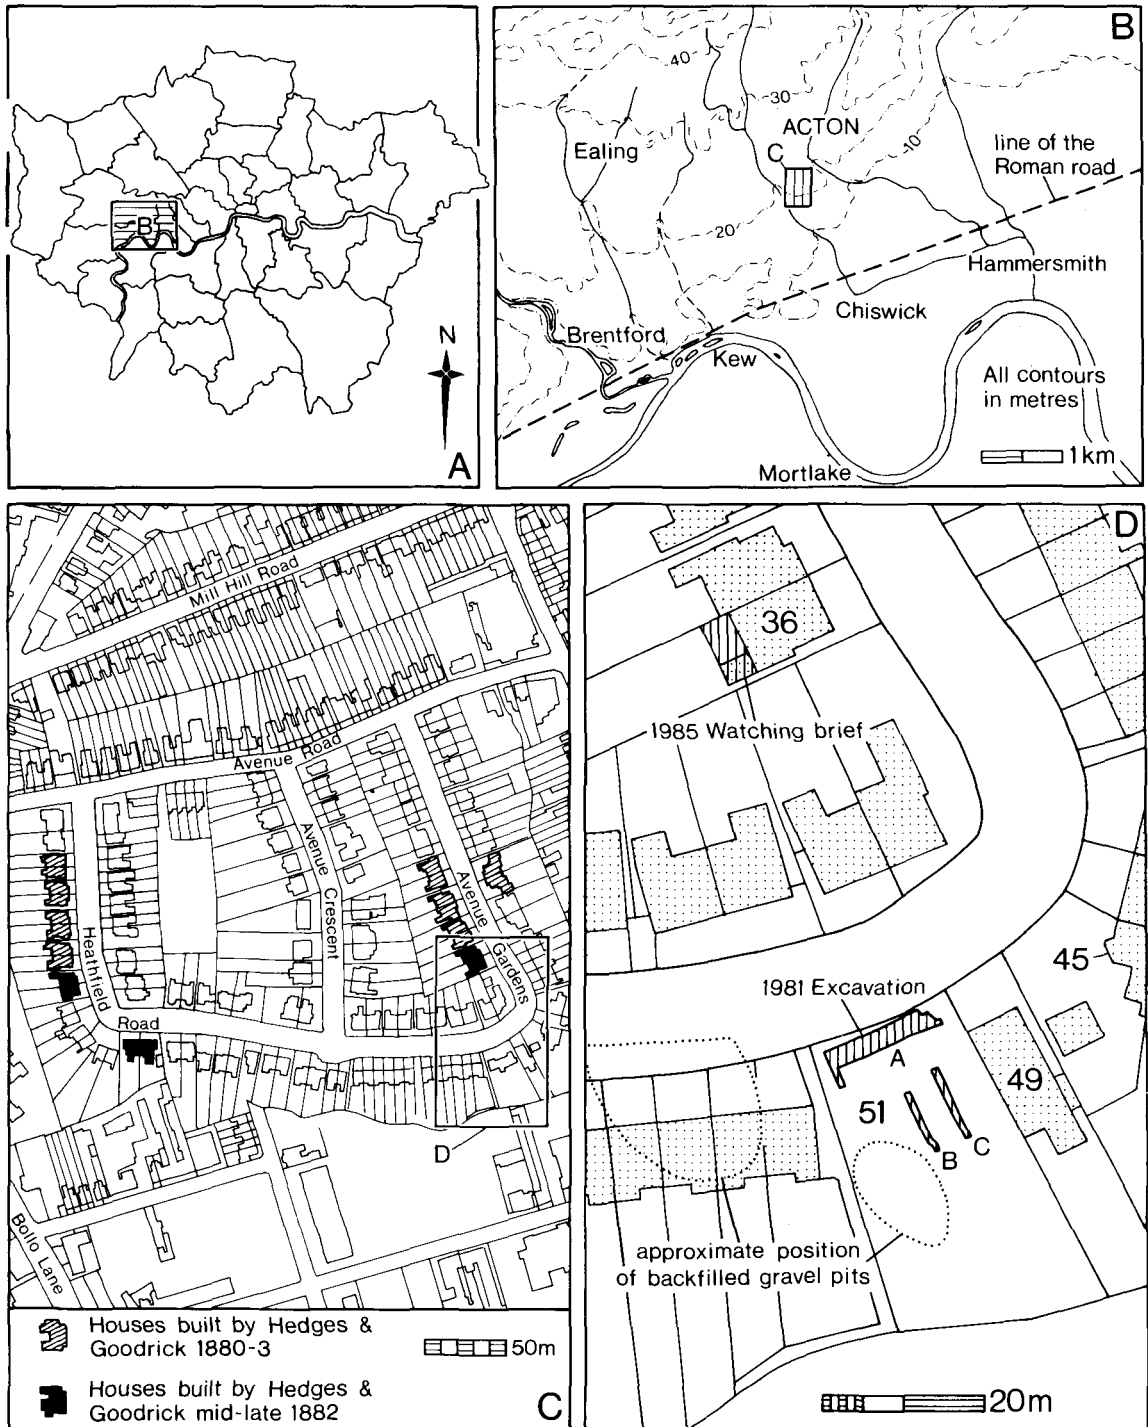 B
N
A
B
40
30
ACTON
10
C
Ealing
line of the
Roman road
20
Hammersmith
Chiswick
Brentford
Kew
All contours
in metres
1km
Mortlake
Mill Hill Road
Avenue Road
Avenue Crescent
Avenue Gardens
Heathfield
Road
D
Bollo Lane
Houses built by Hedges &
Goodrick 1880-3
50m
Houses built by Hedges &
Goodrick mid-late 1882
C
D
36
1985 Watching brief
45
1981 Excavation
A
49
51
B
C
approximate position
of backfilled gravel pits
20m